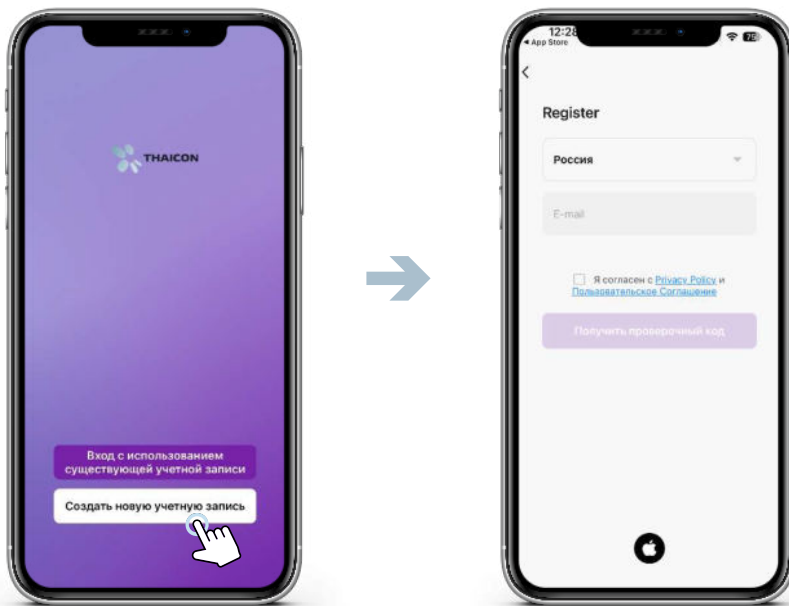 THAICON
Вход с использованием
существующей учетной записи
Создать новую учетную запись
12:28
App Store
75
Register
Россия
E-mail
Я согласен с Privacy Policy и
Пользовательское Соглашение
Получить проверочный код